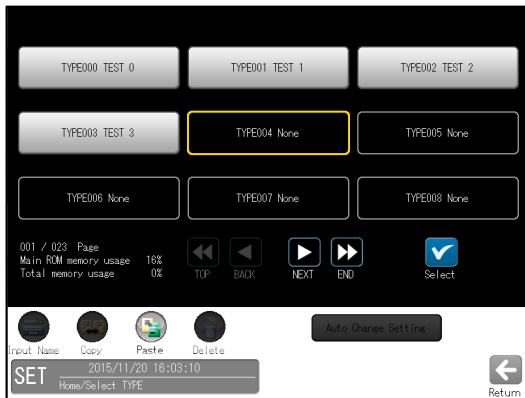 TYPE000 TEST 0
TYPE001 TEST 1
TYPE002 TEST 2
TYPE003 TEST 3
TYPE004 None
TYPE005 None
TYPE006 None
TYPE007 None
TYPE008 None
001 / 023 Page
Main ROM memory usage 16%
Total memory usage 0%
TOP
BACK
NEXT
END
Select
Input Name
Copy
Paste
Delete
Auto Change Setting
SET
2015/11/20 16:03:10
Home/Select TYPE
Return